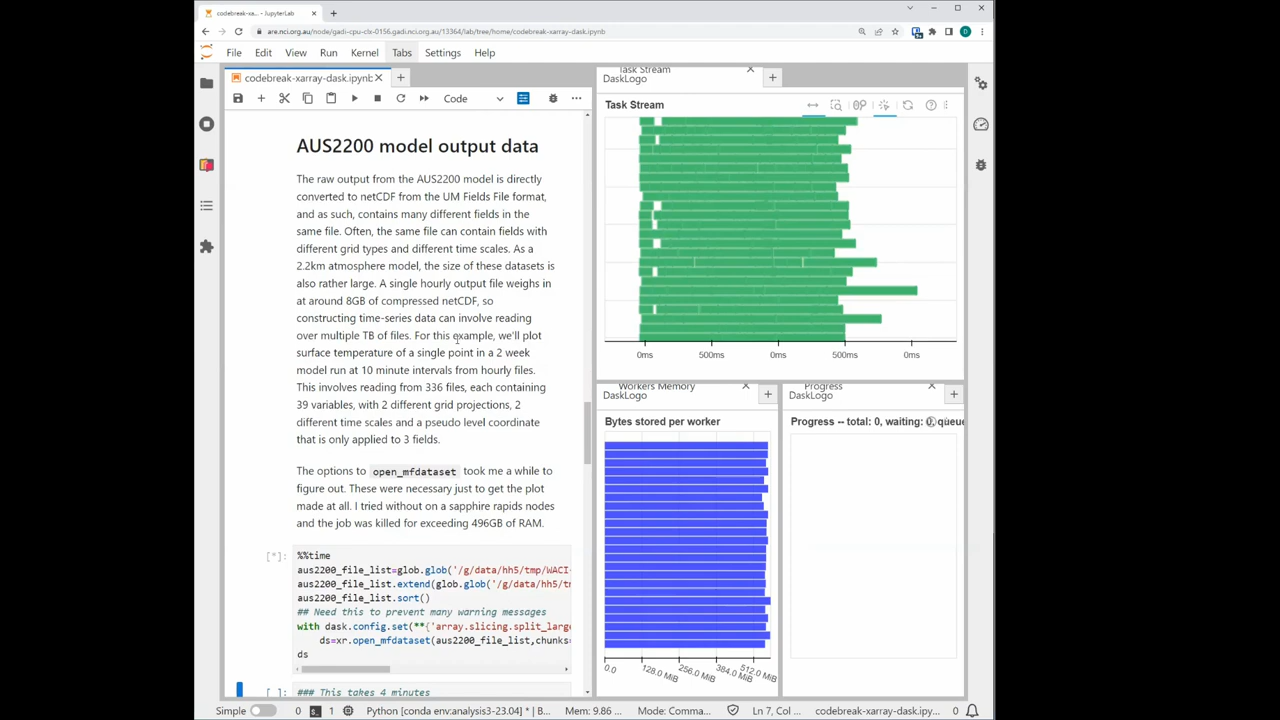 codebreak-xa... - JupyterLab
are.nci.org.au/node/gadi-cpu-clx-0156.gadi.nci.org.au/13364/lab/tree/home/codebreak-xarray-dask.ipynb
File Edit View Run Kernel Tabs Settings Help
codebreak-xarray-dask.ipynb
Code
AUS2200 model output data
The raw output from the AUS2200 model is directly
converted to netCDF from the UM Fields File format,
and as such, contains many different fields in the
same file. Often, the same file can contain fields with
different grid types and different time scales. As a
2.2km atmosphere model, the size of these datasets is
also rather large. A single hourly output file weighs in
at around 8GB of compressed netCDF, so
constructing time-series data can involve reading
over multiple TB of files. For this example, we'll plot
surface temperature of a single point in a 2 week
model run at 10 minute intervals from hourly files.
This involves reading from 336 files, each containing
39 variables, with 2 different grid projections, 2
different time scales and a pseudo level coordinate
that is only applied to 3 fields.
The options to open_mfdataset took me a while to
figure out. These were necessary just to get the plot
made at all. I tried without on a sapphire rapids nodes
and the job was killed for exceeding 496GB of RAM.
[*]:
%%time
aus2200_file_list=glob.glob('/g/data/hh5/tmp/WACI-
aus2200_file_list.extend(glob.glob('/g/data/hh5/tm
aus2200_file_list.sort()
## Need this to prevent many warning messages
with dask.config.set(**{'array.slicing.split_large
ds=xr.open_mfdataset(aus2200_file_list,chunks=
ds
[ ]:
### This takes 4 minutes
Task Stream
DaskLogo
Task Stream
0ms 500ms 0ms 500ms 0ms
Workers Memory
DaskLogo
Bytes stored per worker
0.0 128.0 MiB 256.0 MiB 384.0 MiB 512.0 MiB
Progress
DaskLogo
Progress -- total: 0, waiting: 0, queue
Simple 0 1 Python [conda env:analysis3-23.04] * | B... Mem: 9.86 ... Mode: Comma... Ln 7, Col ... codebreak-xarray-dask.ipy... 0